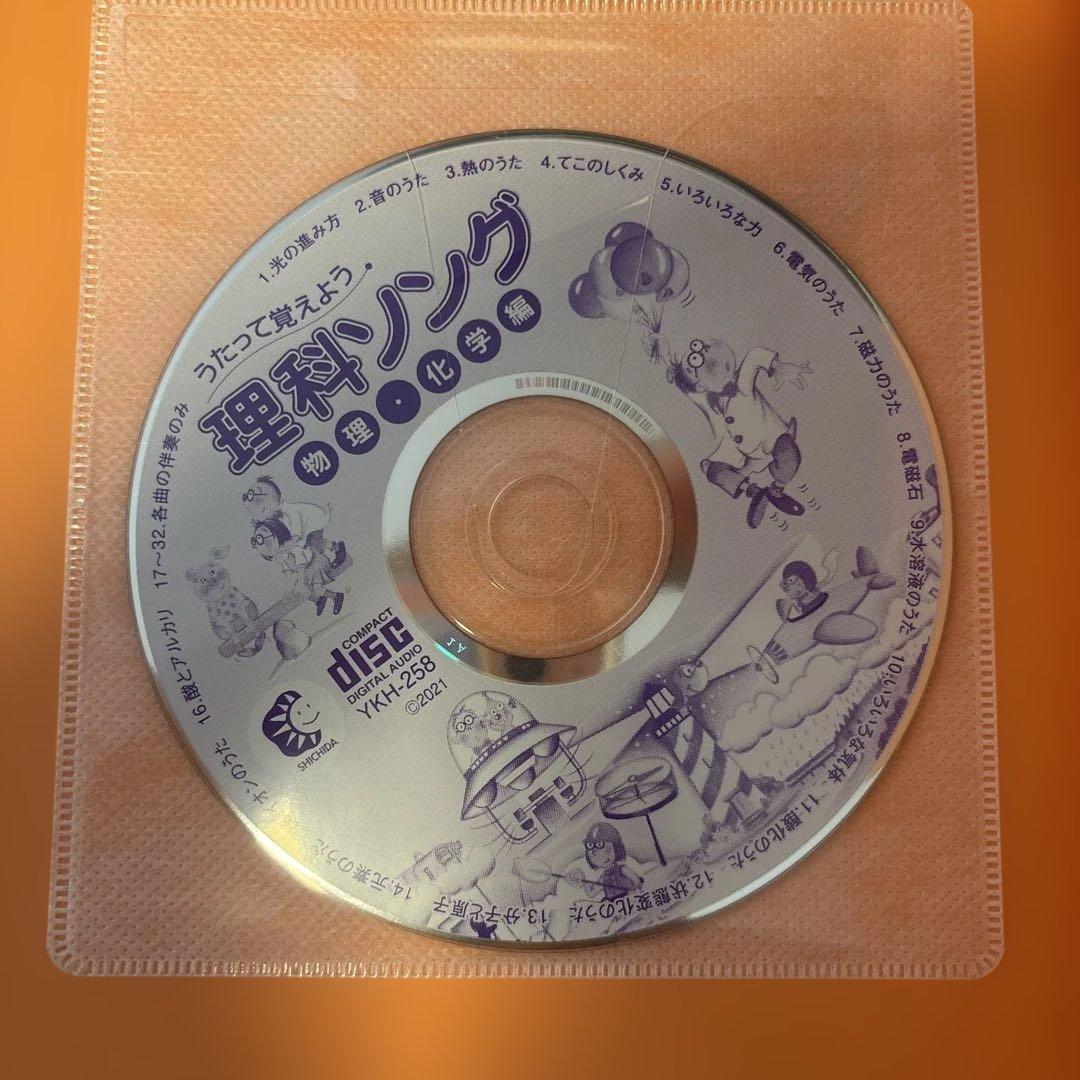 うたって覚えよう
理科ソング
物理・化学編
1.光の進み方
2.音のうた
3.熱のうた
4.てこのしくみ
5.いろいろな力
6.電気のうた
7.磁力のうた
8.電磁石
9.水溶液のうた
10.いろいろな気体
11.酸化のうた
12.状態変化のうた
13.分子と原子
14.元素のうた
オンのうた
16.酸とアルカリ
17〜32.各曲の伴奏のみ
COMPACT
disc
DIGITAL AUDIO
YKH-258
©2021
SHICHIDA